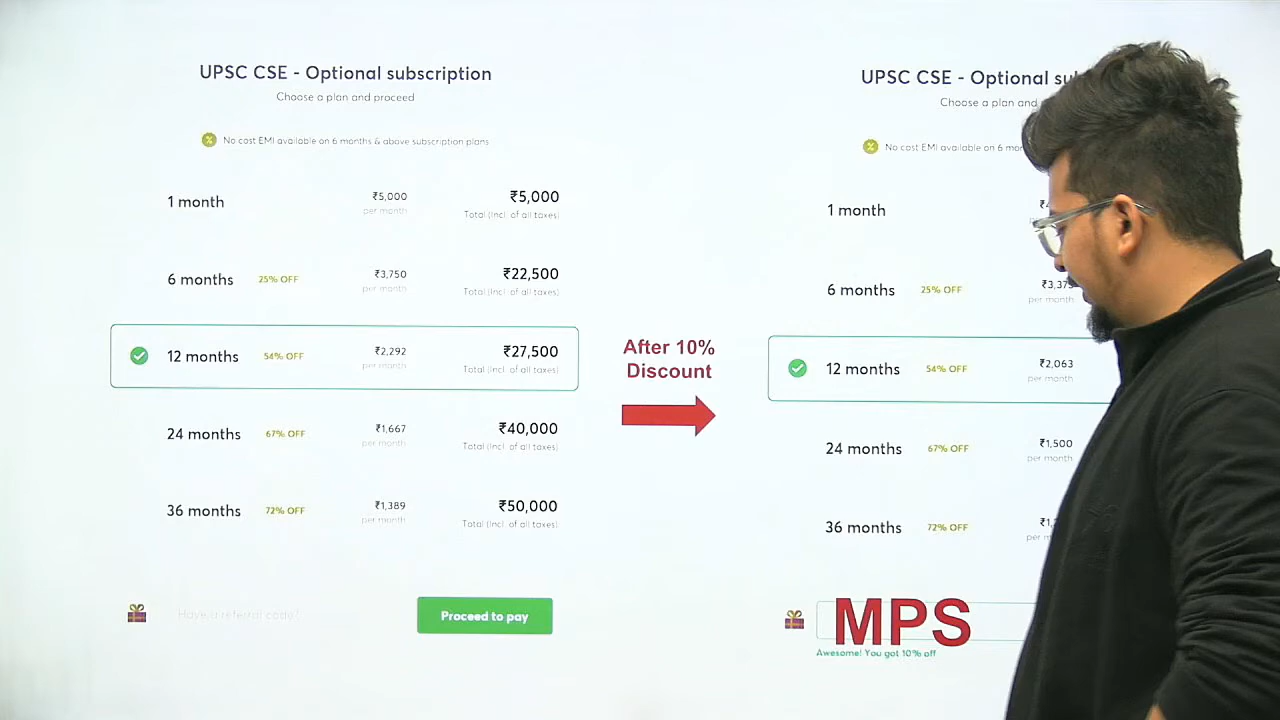 UPSC CSE - Optional subscription
Choose a plan and proceed
No cost EMI available on 6 months & above subscription plans
1 month ₹5,000 ₹5,000
per month Total (Incl. of all taxes)
6 months 25% OFF ₹3,750 ₹22,500
per month Total (Incl. of all taxes)
12 months 54% OFF ₹2,292 ₹27,500
per month Total (Incl. of all taxes)
24 months 67% OFF ₹1,667 ₹40,000
per month Total (Incl. of all taxes)
36 months 72% OFF ₹1,389 ₹50,000
per month Total (Incl. of all taxes)
Have a referral code?
Proceed to pay
After 10%
Discount
UPSC CSE - Optional
Choose a plan and
No cost EMI available on 6
1 month
6 months 25% OFF ₹3,375
per month
12 months 54% OFF ₹2,063
per month
24 months 67% OFF ₹1,500
per month
36 months 72% OFF
MPS
Awesome! You got 10% off